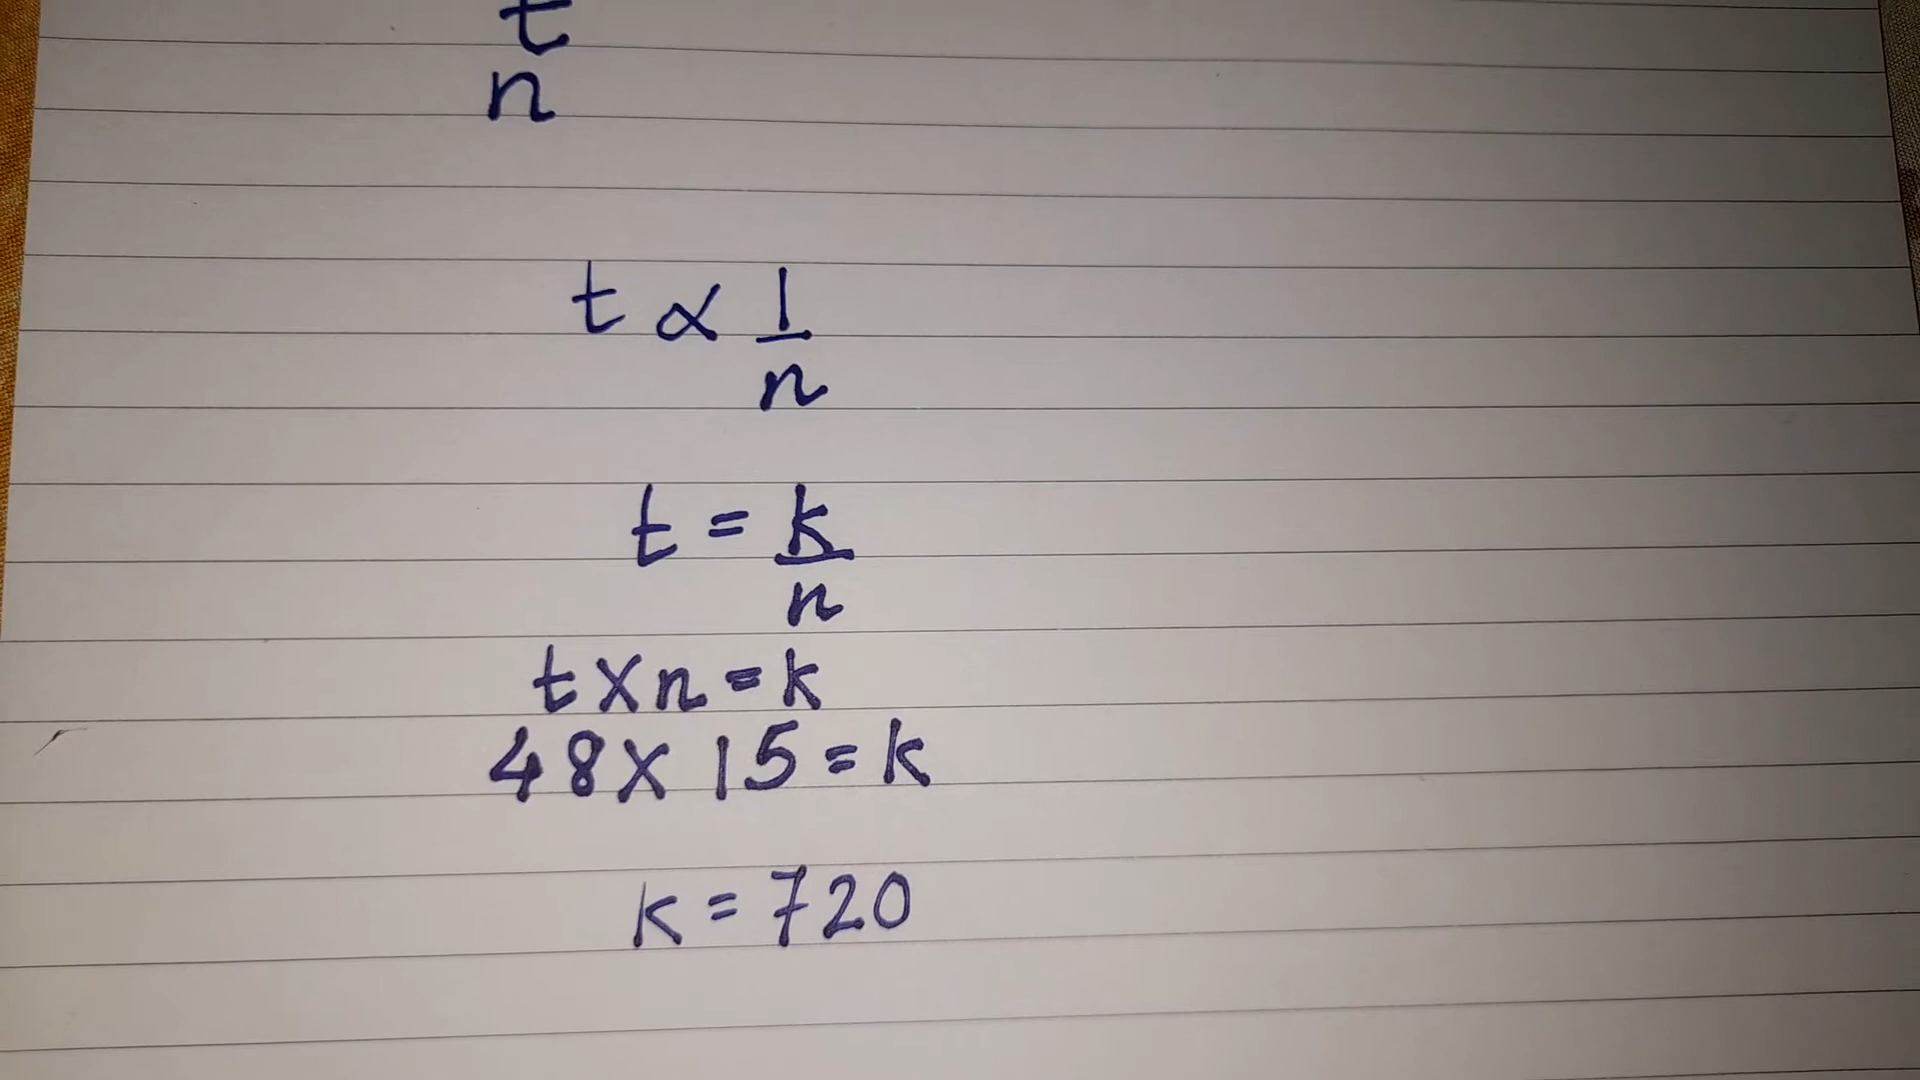 t
n
t ∝ 1/n
t = k/n
t x n = k
48 x 15 = k
k = 720